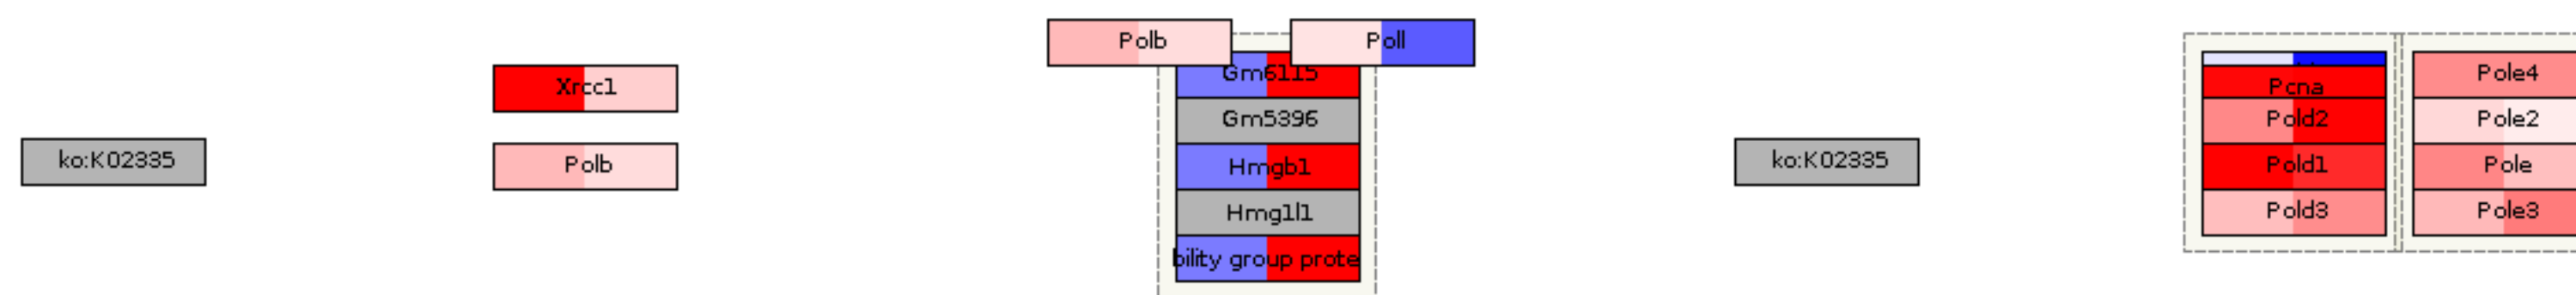 ko:K02335
Xrcc1
Polb
Polb
Poll
Gm6115
Gm5396
Hmgb1
Hmg1l1
bility group prote
ko:K02335
Pcna
Pold2
Pold1
Pold3
Pole4
Pole2
Pole
Pole3